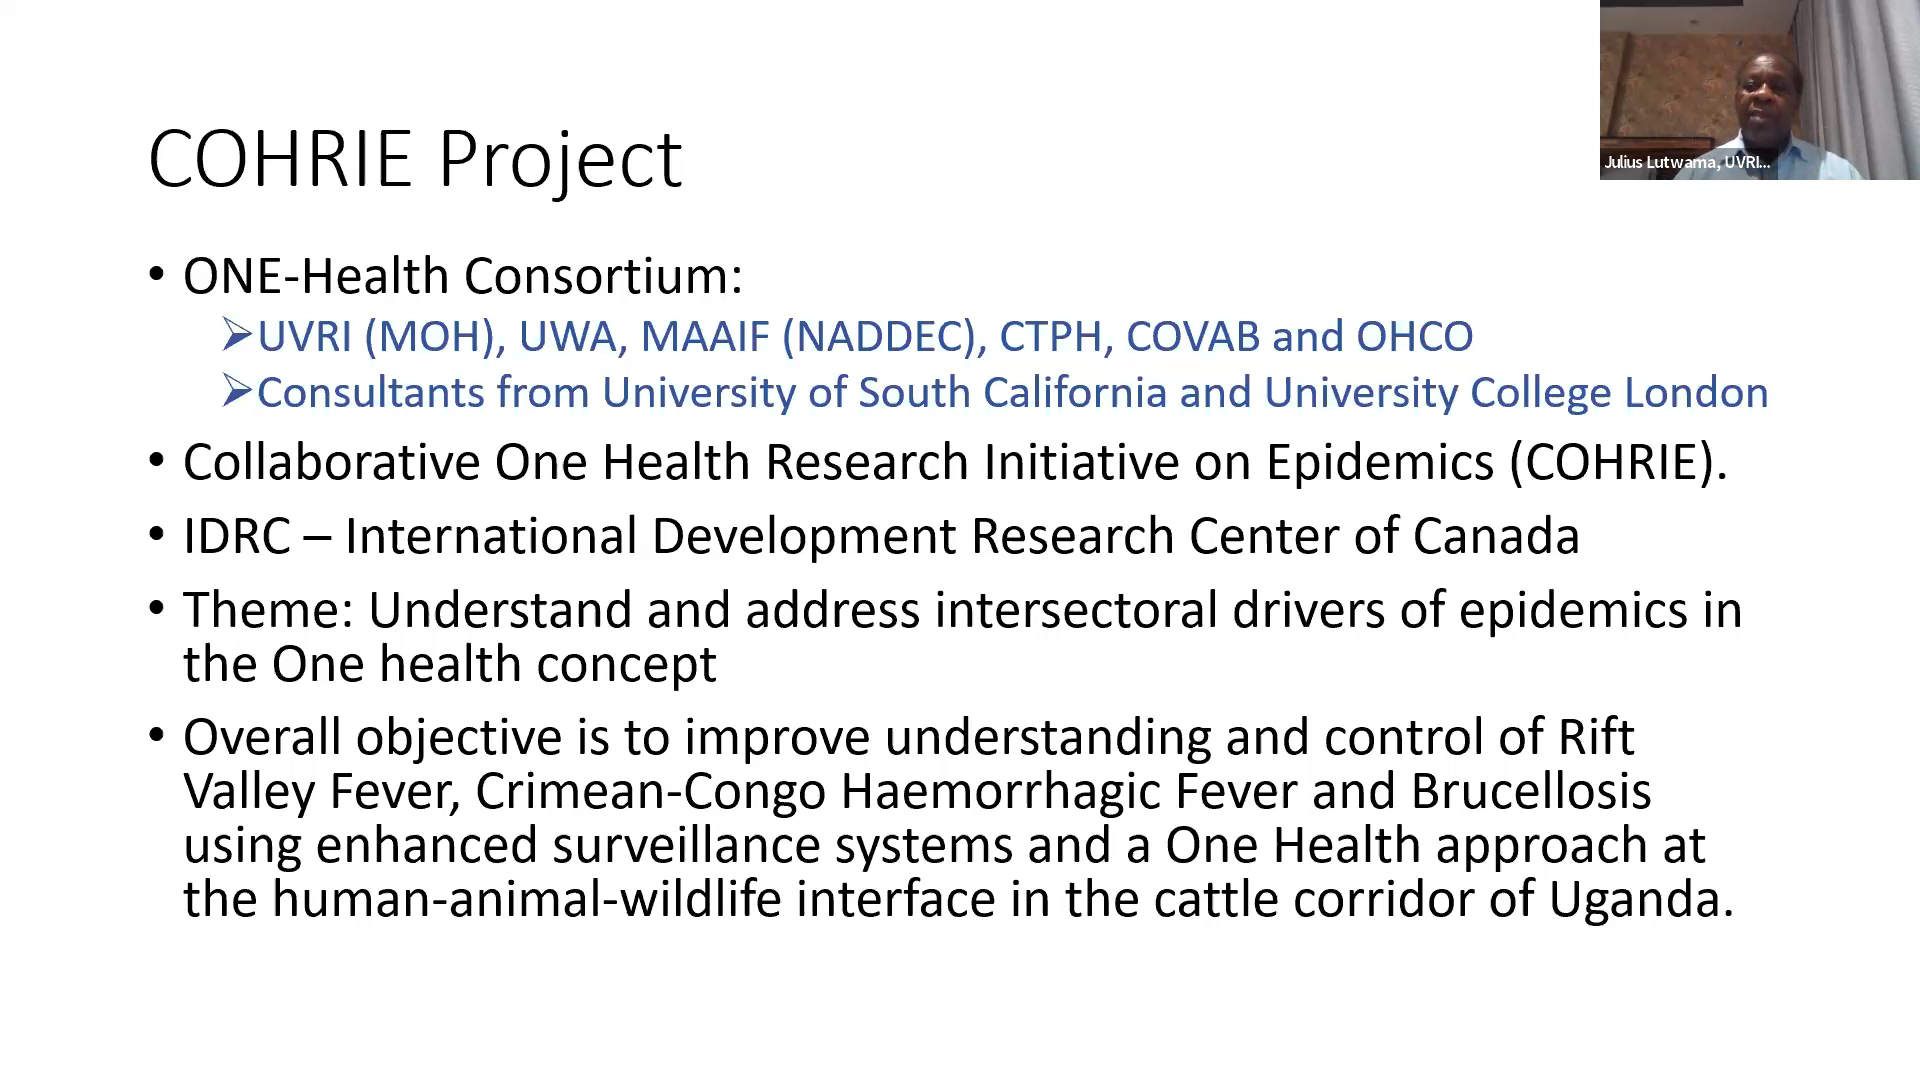 COHRIE Project
Julius Lutwama, UVRI...
• ONE-Health Consortium:
➢UVRI (MOH), UWA, MAAIF (NADDEC), CTPH, COVAB and OHCO
➢Consultants from University of South California and University College London
• Collaborative One Health Research Initiative on Epidemics (COHRIE).
• IDRC – International Development Research Center of Canada
• Theme: Understand and address intersectoral drivers of epidemics in
the One health concept
• Overall objective is to improve understanding and control of Rift
Valley Fever, Crimean-Congo Haemorrhagic Fever and Brucellosis
using enhanced surveillance systems and a One Health approach at
the human-animal-wildlife interface in the cattle corridor of Uganda.